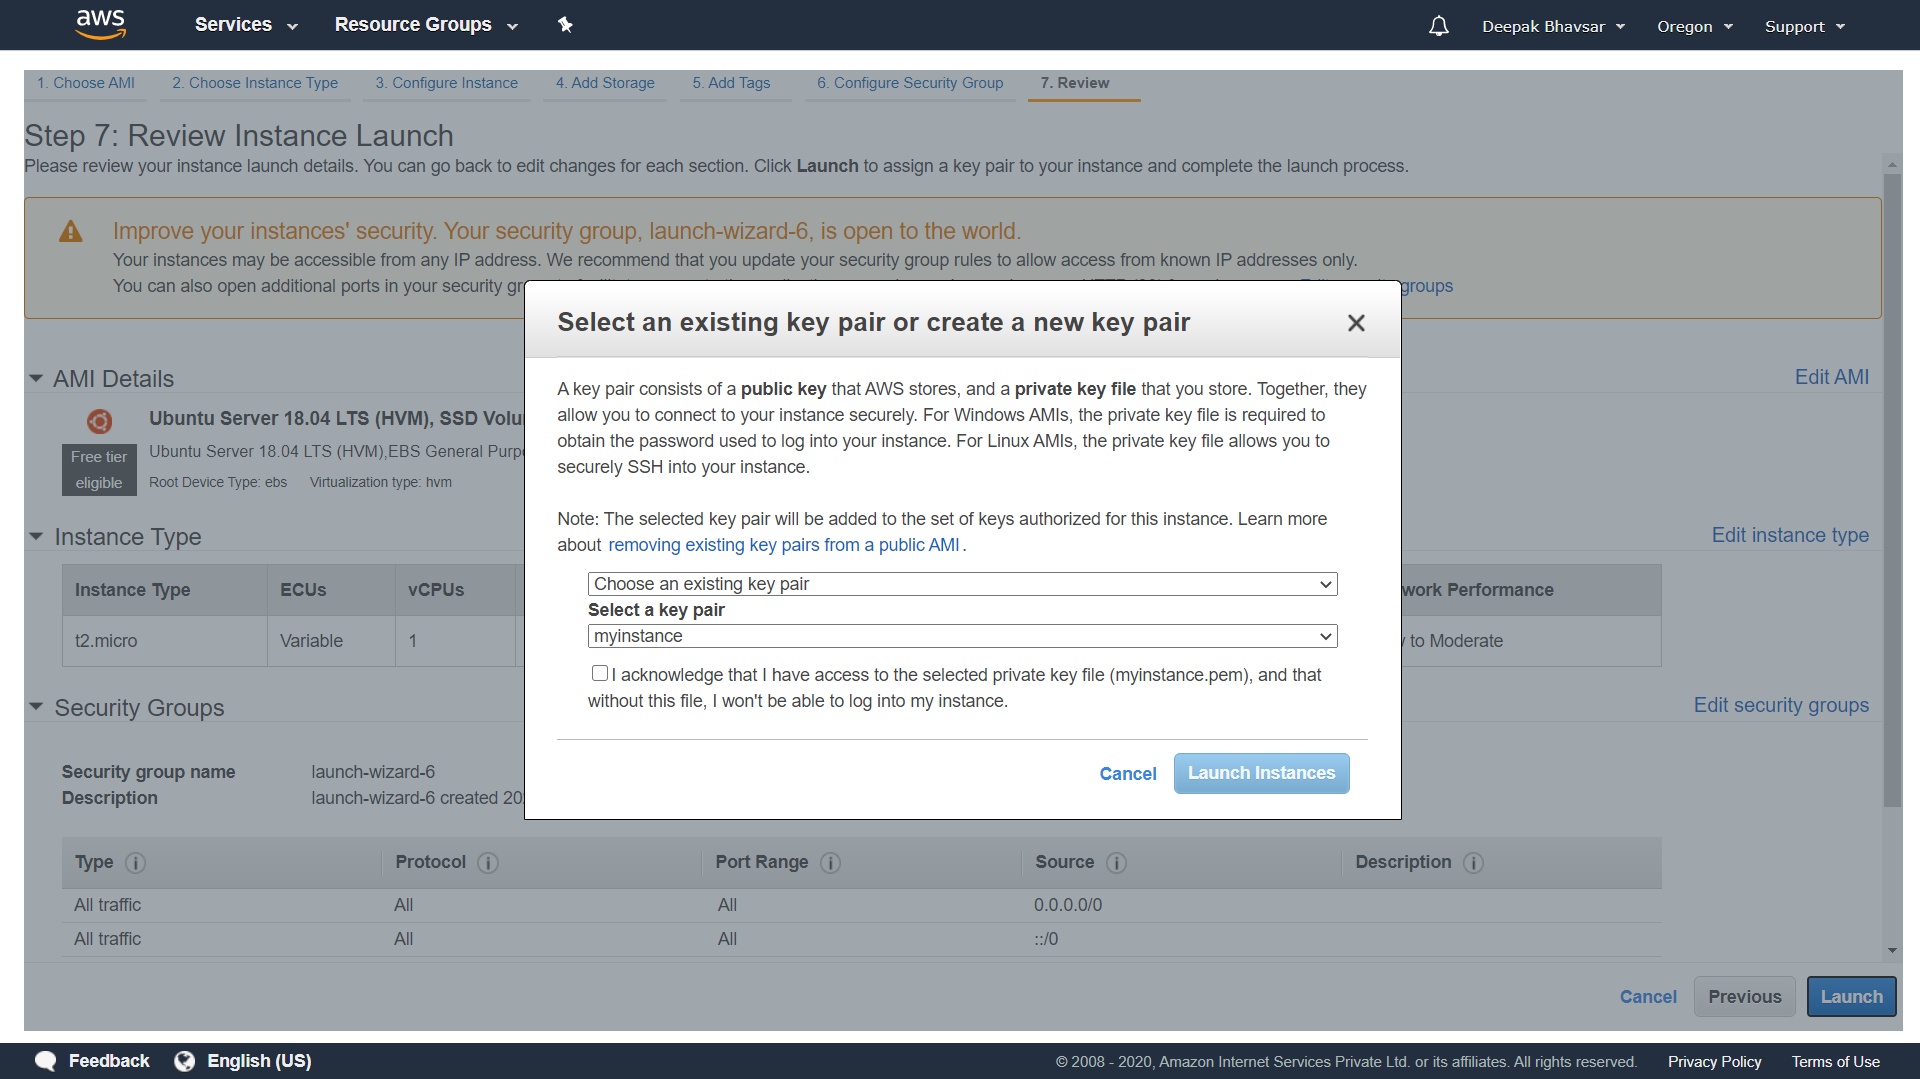 aws Services Resource Groups Deepak Bhavsar Oregon Support
1. Choose AMI 2. Choose Instance Type 3. Configure Instance 4. Add Storage 5. Add Tags 6. Configure Security Group 7. Review
Step 7: Review Instance Launch
Please review your instance launch details. You can go back to edit changes for each section. Click Launch to assign a key pair to your instance and complete the launch process.
Improve your instances' security. Your security group, launch-wizard-6, is open to the world.
Your instances may be accessible from any IP address. We recommend that you update your security group rules to allow access from known IP addresses only.
You can also open additional ports in your security groups
Select an existing key pair or create a new key pair
A key pair consists of a public key that AWS stores, and a private key file that you store. Together, they
allow you to connect to your instance securely. For Windows AMIs, the private key file is required to
obtain the password used to log into your instance. For Linux AMIs, the private key file allows you to
securely SSH into your instance.
Note: The selected key pair will be added to the set of keys authorized for this instance. Learn more
about removing existing key pairs from a public AMI.
Choose an existing key pair
Select a key pair
myinstance
I acknowledge that I have access to the selected private key file (myinstance.pem), and that
without this file, I won't be able to log into my instance.
Cancel Launch Instances
AMI Details Edit AMI
Ubuntu Server 18.04 LTS (HVM), SSD
Free tier
eligible
Ubuntu Server 18.04 LTS (HVM),EBS General
Root Device Type: ebs Virtualization type: hvm
Instance Type Edit instance type
Instance Type ECUs vCPUs Performance
t2.micro Variable 1 to Moderate
Security Groups Edit security groups
Security group name launch-wizard-6
Description launch-wizard-6 created
Type Protocol Port Range Source Description
All traffic All All 0.0.0.0/0
All traffic All All ::/0
Cancel Previous Launch
Feedback English (US) © 2008 - 2020, Amazon Internet Services Private Ltd. or its affiliates. All rights reserved. Privacy Policy Terms of Use